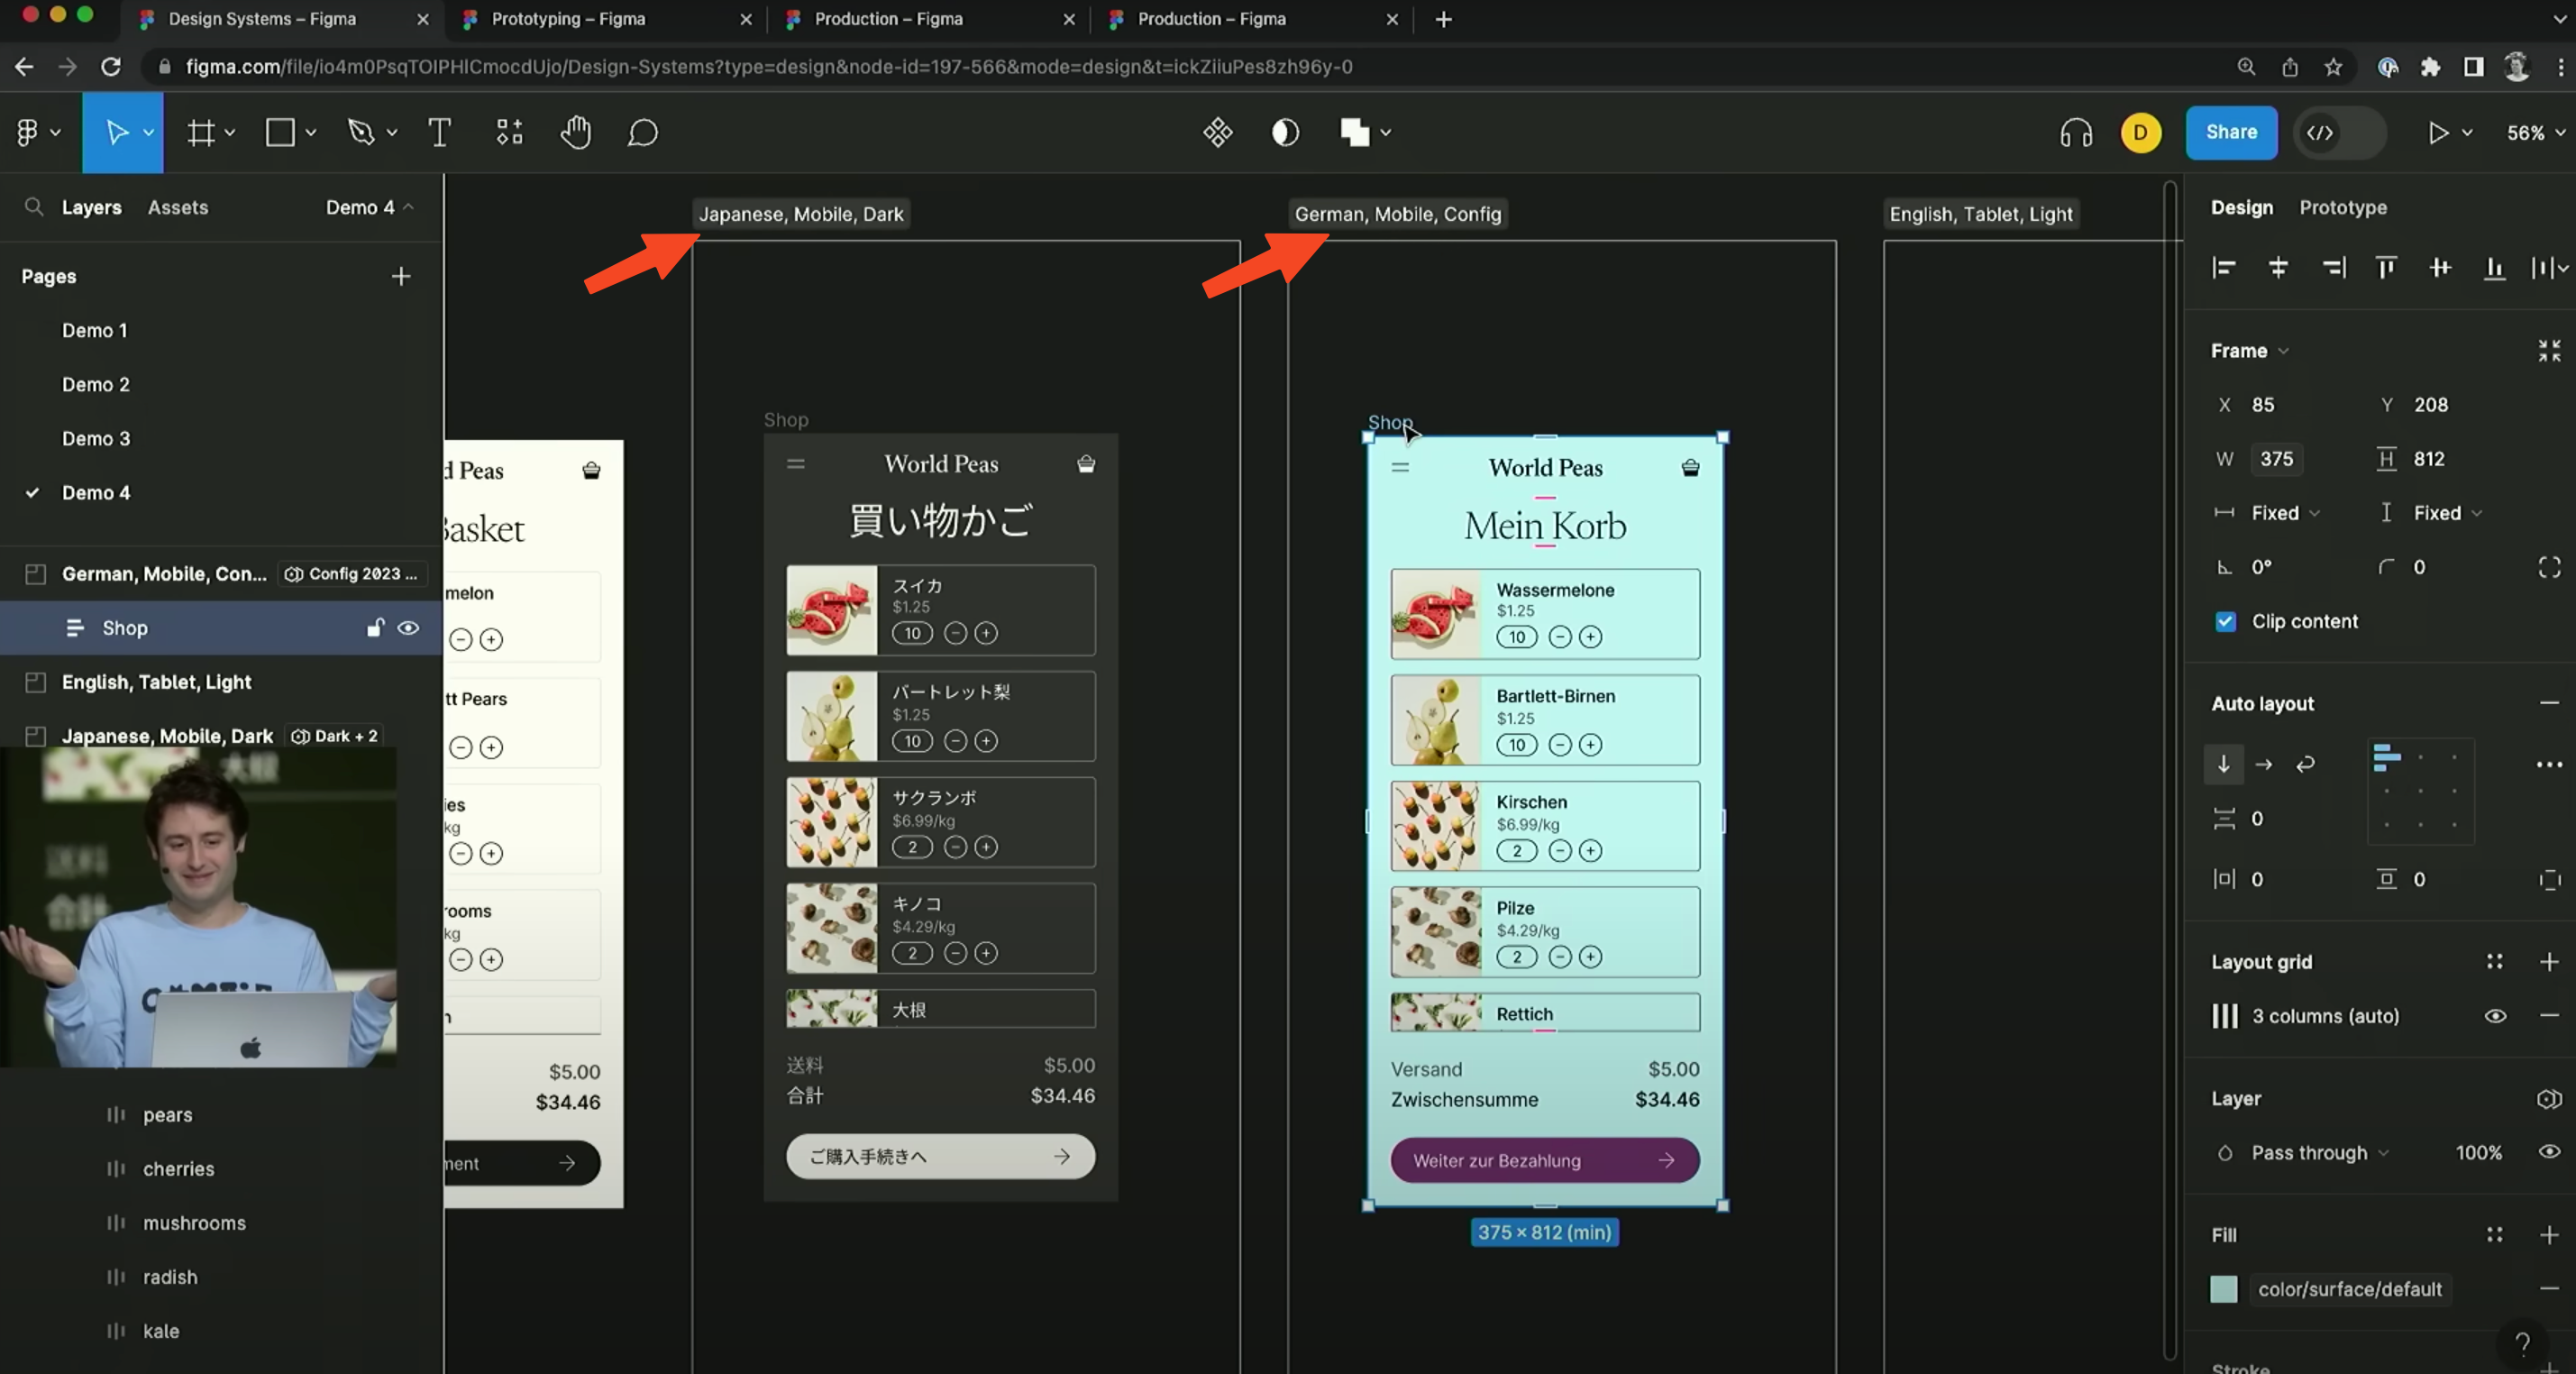 Design Systems – Figma
Prototyping – Figma
Production – Figma
Production – Figma
figma.com/file/io4m0PsqTOIPHlCmocdUjo/Design-Systems?type=design&node-id=197-566&mode=design&t=ickZiiuPes8zh96y-0
D
Share
56%
Layers
Assets
Demo 4
Pages
Demo 1
Demo 2
Demo 3
Demo 4
German, Mobile, Con...
Config 2023 ...
Shop
English, Tablet, Light
Japanese, Mobile, Dark
Dark + 2
大根
送料
合計
pears
cherries
mushrooms
radish
kale
d Peas
Basket
melon
tt Pears
ies
kg
rooms
kg
$5.00
$34.46
ment
Japanese, Mobile, Dark
Shop
World Peas
買い物かご
スイカ
$1.25
10
バートレット梨
$1.25
10
サクランボ
$6.99/kg
2
キノコ
$4.29/kg
2
大根
送料 $5.00
合計 $34.46
ご購入手続きへ
German, Mobile, Config
Shop
World Peas
Mein Korb
Wassermelone
$1.25
10
Bartlett-Birnen
$1.25
10
Kirschen
$6.99/kg
2
Pilze
$4.29/kg
2
Rettich
Versand $5.00
Zwischensumme $34.46
Weiter zur Bezahlung
375 × 812 (min)
English, Tablet, Light
Design
Prototype
Frame
X 85
Y 208
W 375
H 812
Fixed
Fixed
0°
0
Clip content
Auto layout
0
0
0
Layout grid
3 columns (auto)
Layer
Pass through
100%
Fill
color/surface/default
Stroke
?